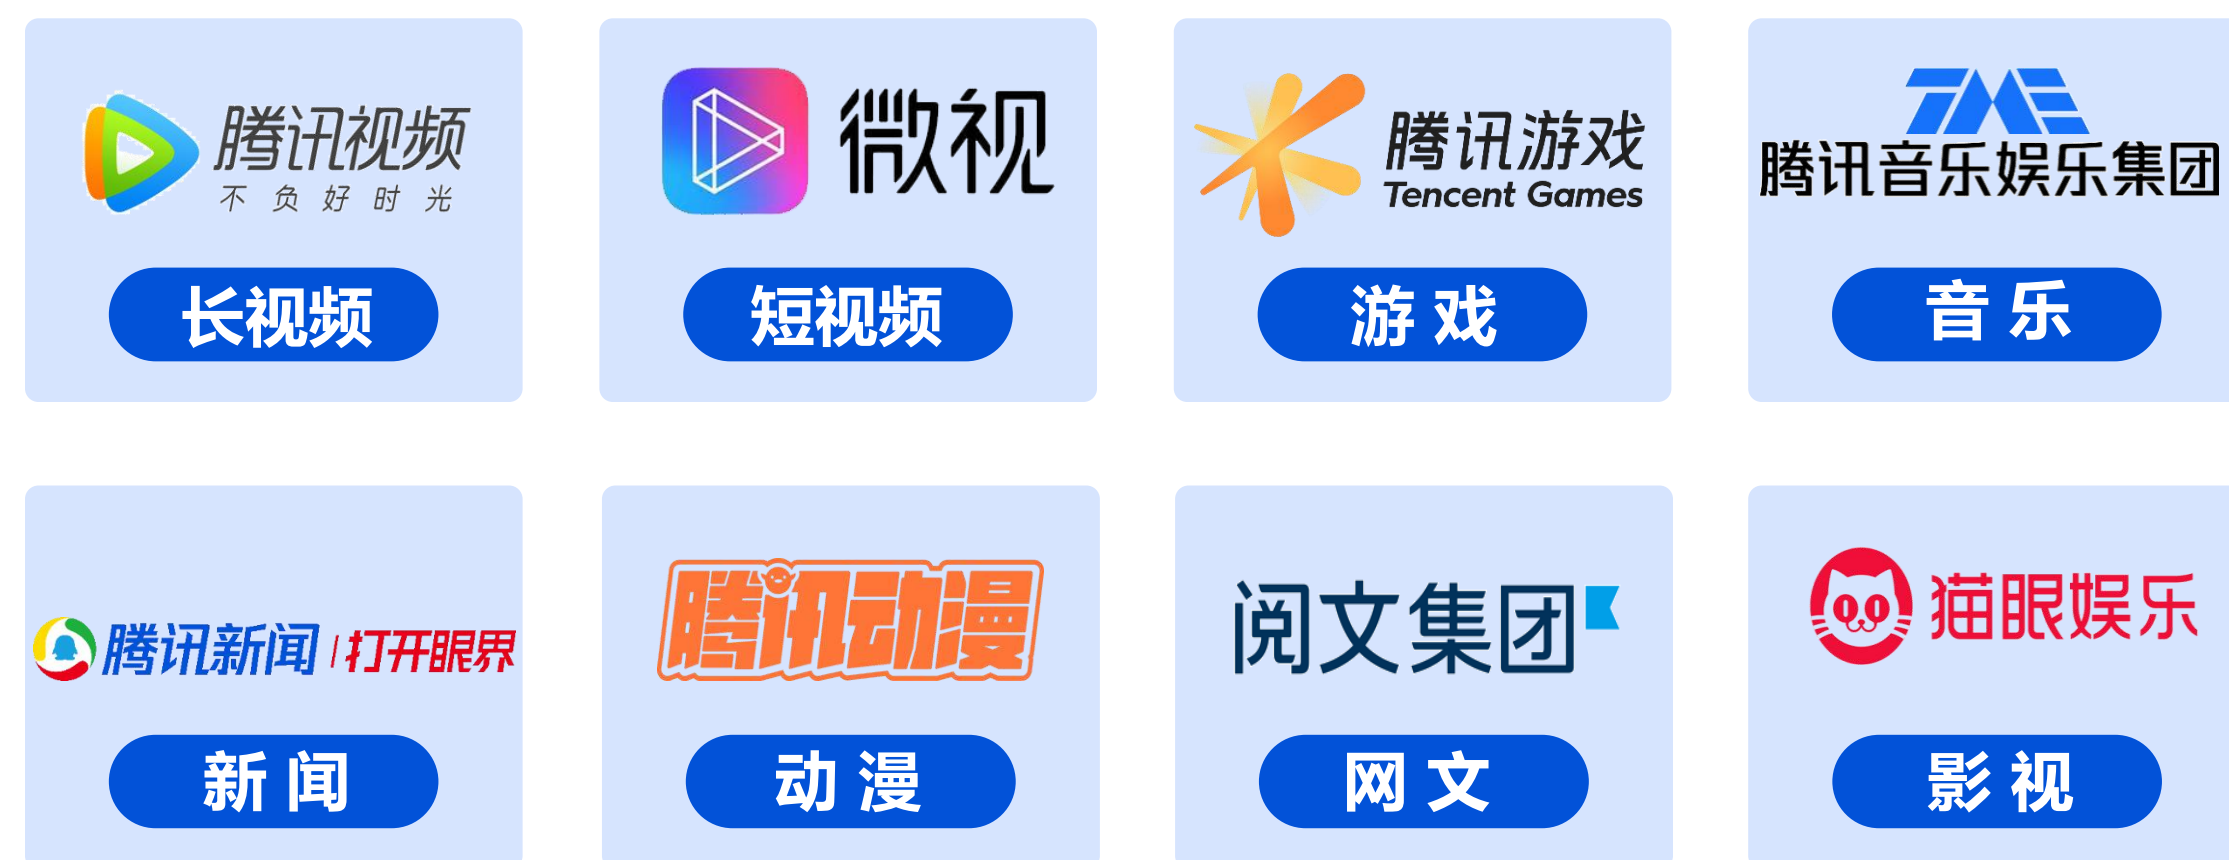 腾讯视频
不负好时光
长视频
微视
短视频
腾讯游戏
Tencent Games
游戏
TME
腾讯音乐娱乐集团
音乐
腾讯新闻 | 打开眼界
新闻
腾讯动漫
动漫
阅文集团
网文
猫眼娱乐
影视